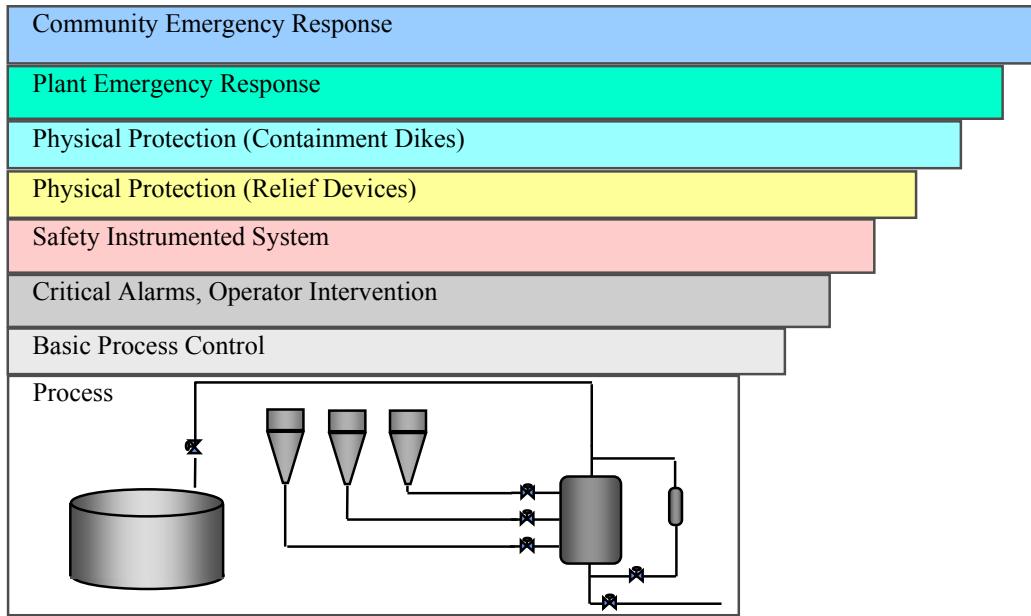 Community Emergency Response
Plant Emergency Response
Physical Protection (Containment Dikes)
Physical Protection (Relief Devices)
Safety Instrumented System
Critical Alarms, Operator Intervention
Basic Process Control
Process